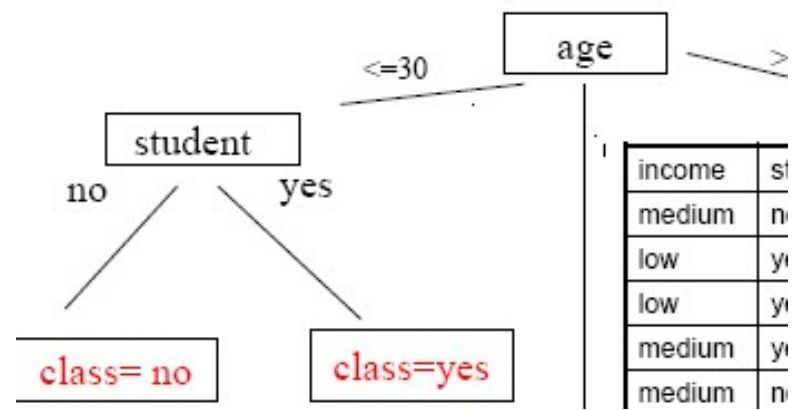 age
<=30
>
student
no
yes
class= no
class=yes
income
medium
low
low
medium
medium